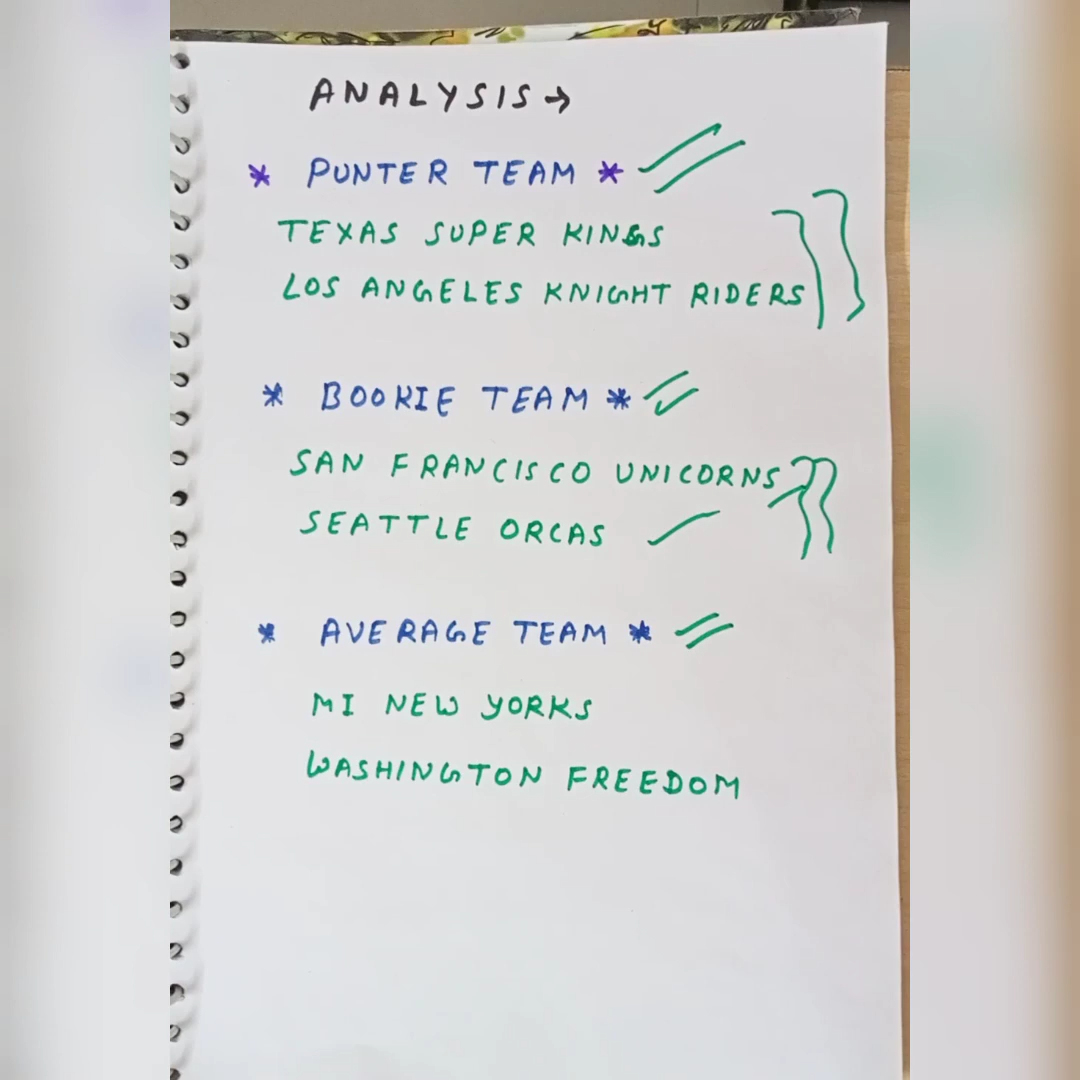 ANALYSIS →
* PUNTER TEAM *
TEXAS SUPER KINGS
LOS ANGELES KNIGHT RIDERS
* BOOKIE TEAM *
SAN FRANCISCO UNICORNS
SEATTLE ORCAS
* AVERAGE TEAM *
MI NEW YORKS
WASHINGTON FREEDOM